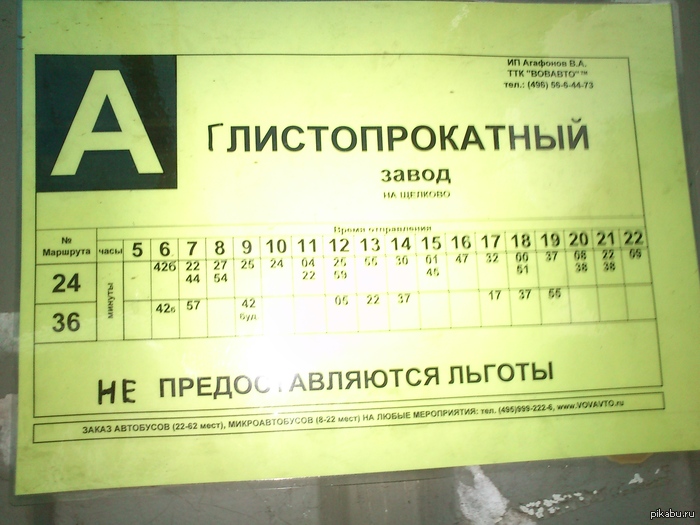 ИП Агафонов В.А.
ТТК "ВОВАВТО"™
тел.: (496) 56-6-44-73
А
ГЛИСТОПРОКАТНЫЙ
завод
НА ЩЕЛКОВО
Время отправления
№ Маршрута часы 5 6 7 8 9 10 11 12 13 14 15 16 17 18 19 20 21 22
24 минуты 42б 22 27 25 24 04 25 55 30 01 47 32 00 37 08 22 09
44 54 22 59 45 51 38 38
36 42б 57 42 05 22 37 17 37 55
буд
НЕ ПРЕДОСТАВЛЯЮТСЯ ЛЬГОТЫ
ЗАКАЗ АВТОБУСОВ (22-62 мест), МИКРОАВТОБУСОВ (8-22 мест) НА ЛЮБЫЕ МЕРОПРИЯТИЯ: тел. (495)999-222-6, www.VOVAVTO.ru
pikabu.ru